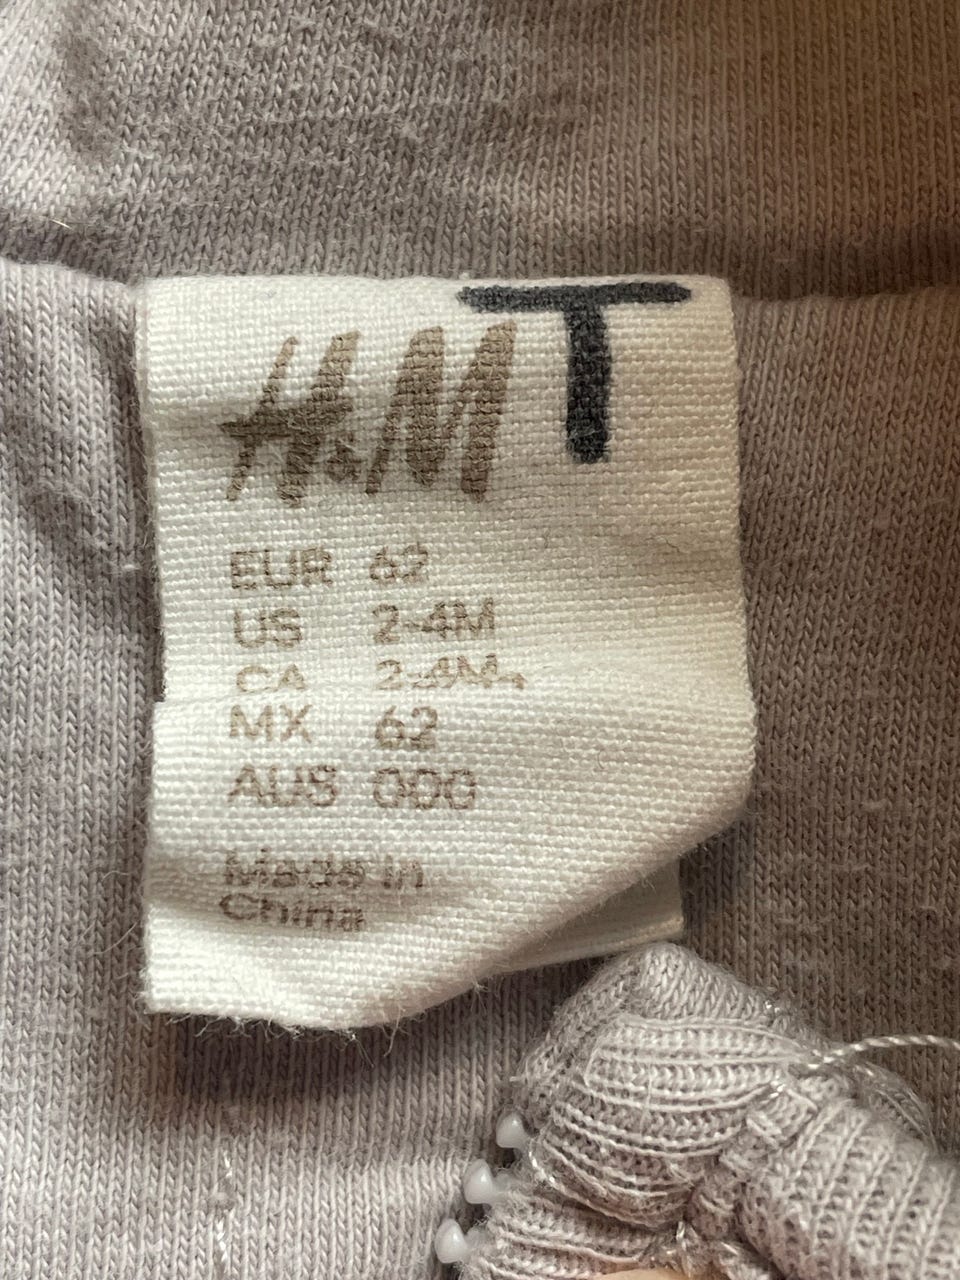 T
H&M
EUR 62
US 2-4M
CA 2-4M
MX 62
AUS 000
Made in
China